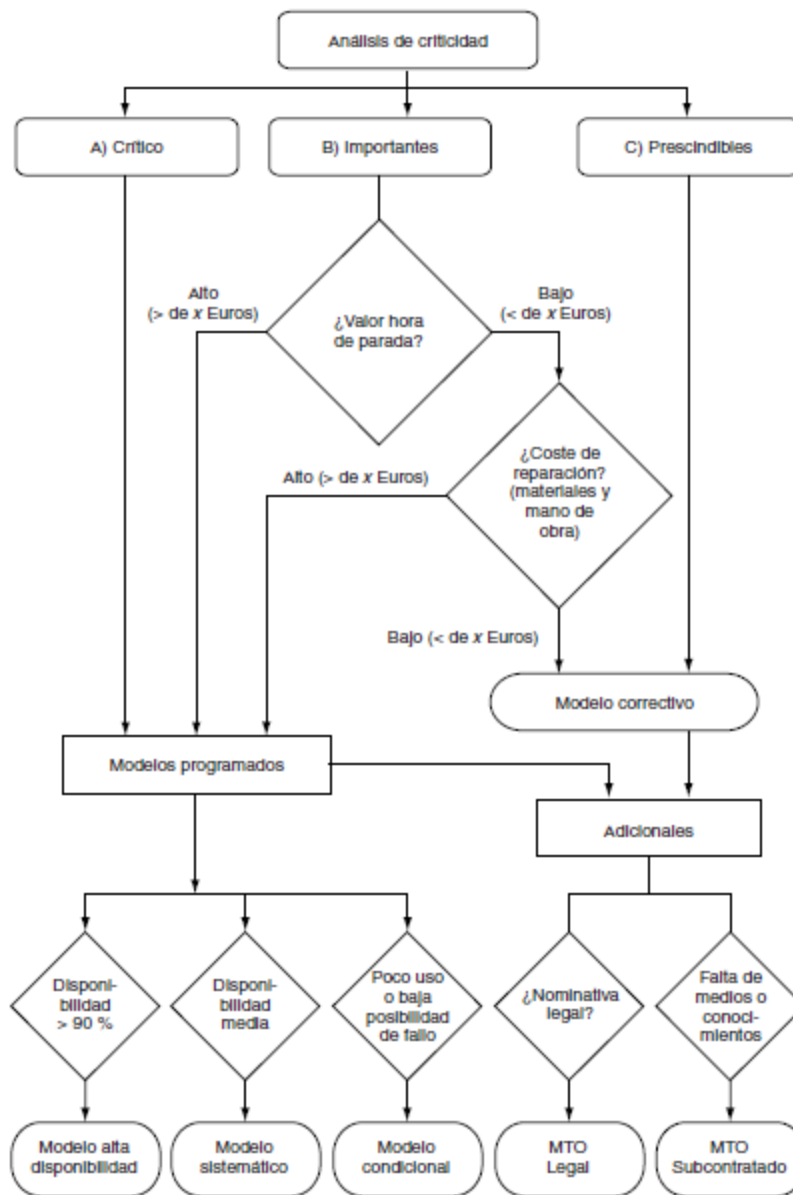 Análisis de criticidad
A) Crítico
B) Importantes
C) Prescindibles
Alto
(> de x Euros)
¿Valor hora
de parada?
Bajo
(< de x Euros)
Alto (> de x Euros)
¿Coste de
reparación?
(materiales y
mano de
obra)
Bajo (< de x Euros)
Modelo correctivo
Modelos programados
Adicionales
Disponi-
bilidad
> 90 %
Disponi-
bilidad
media
Poco uso
o baja
posibilidad
de fallo
¿Nominativa
legal?
Falta de
medios o
conoci-
mientos
Modelo alta
disponibilidad
Modelo
sistemático
Modelo
condicional
MTO
Legal
MTO
Subcontratado